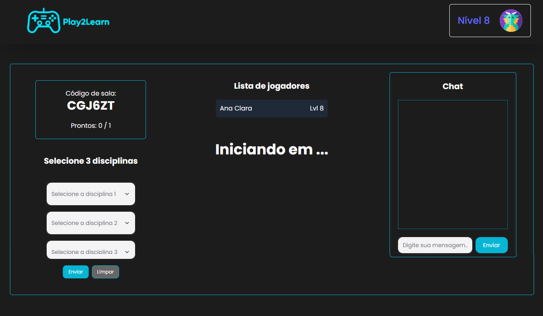 Play2Learn
Nível 8
Código de sala:
CGJ6ZT
Prontos: 0 / 1
Selecione 3 disciplinas
Selecione a disciplina 1
Selecione a disciplina 2
Selecione a disciplina 3
Enviar
Limpar
Lista de jogadores
Ana Clara
Lvl 8
Iniciando em ...
Chat
Digite sua mensagem..
Enviar